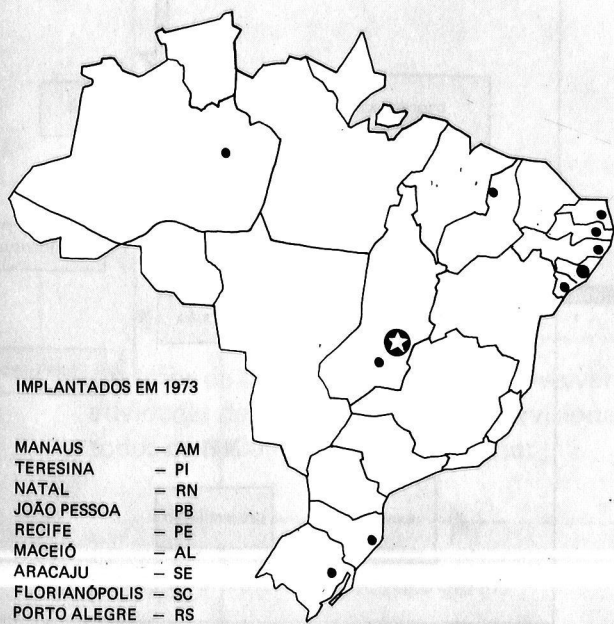 IMPLANTADOS EM 1973
MANAUS — AM
TERESINA — PI
NATAL — RN
JOÃO PESSOA — PB
RECIFE — PE
MACEIÓ — AL
ARACAJU — SE
FLORIANÓPOLIS — SC
PORTO ALEGRE — RS